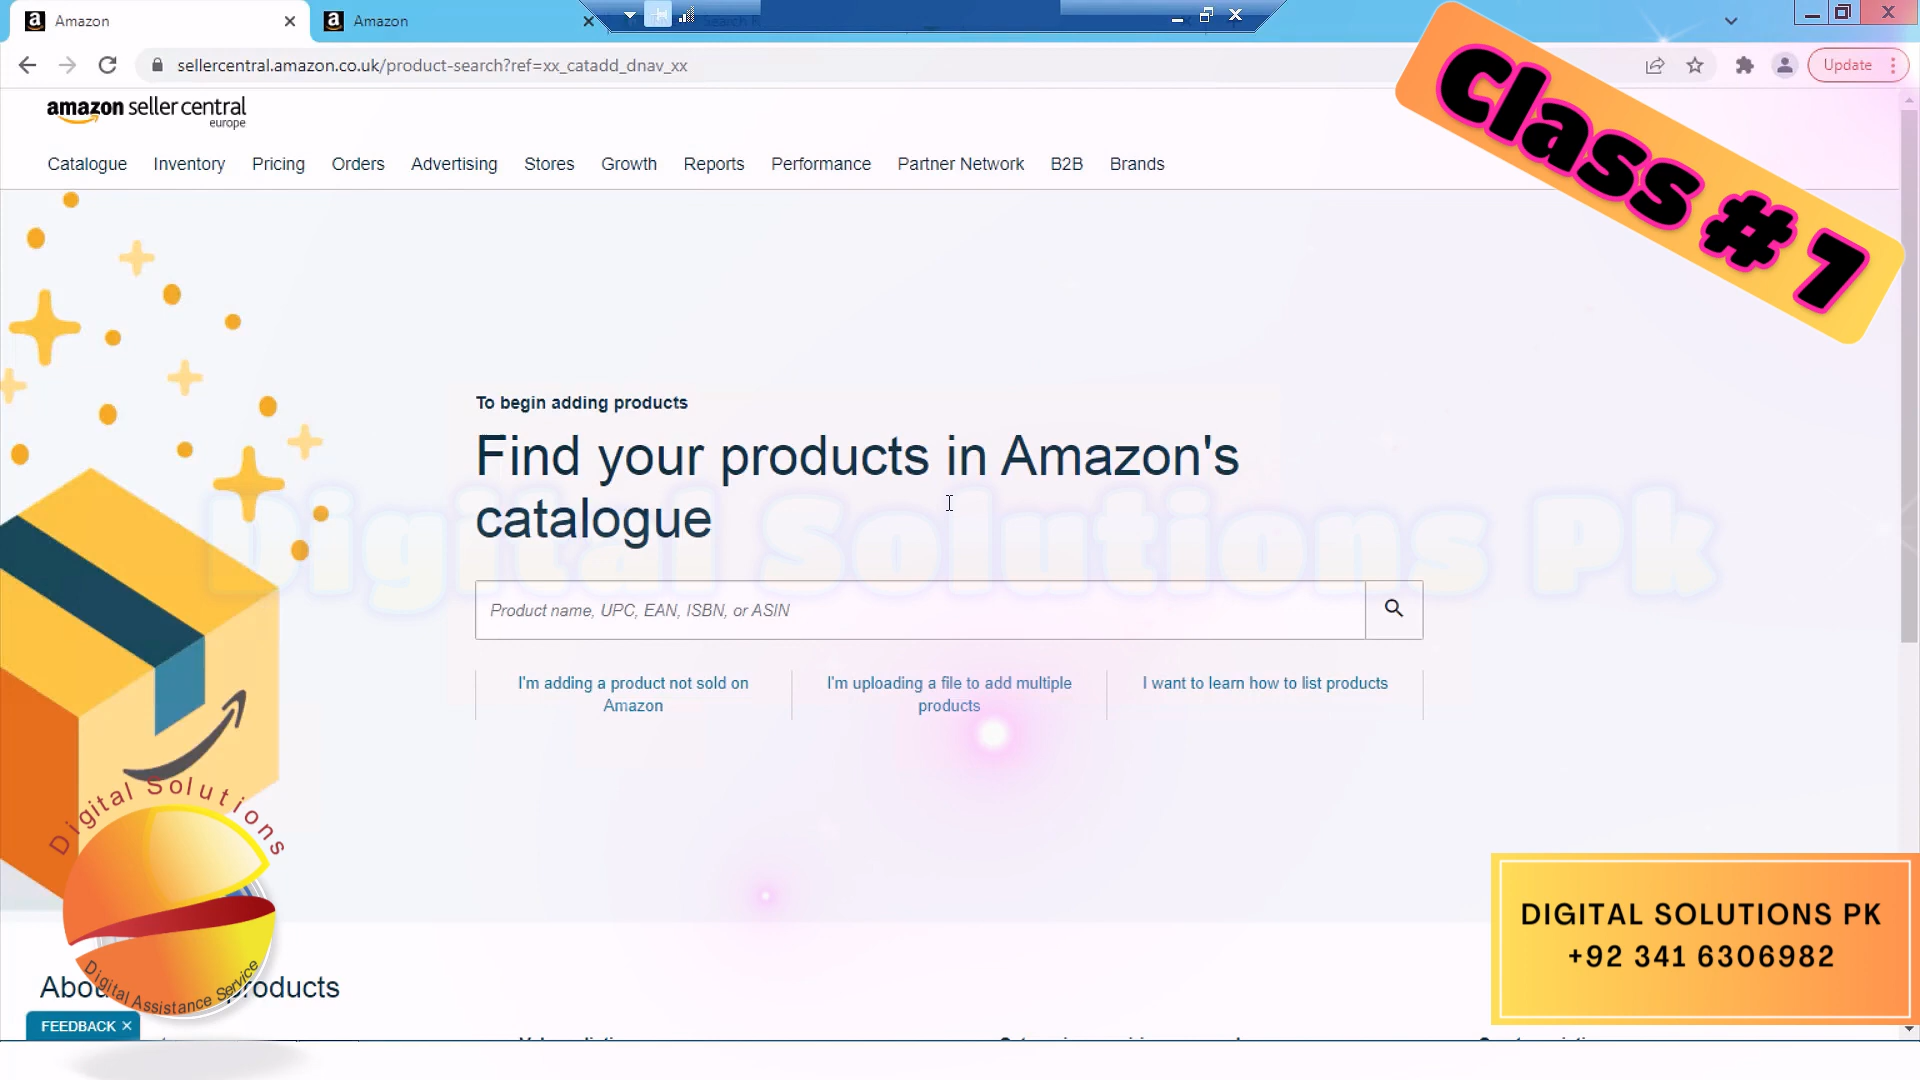 Amazon
Amazon
sellercentral.amazon.co.uk/product-search?ref=xx_catadd_dnav_xx
Update
amazon seller central
europe
Catalogue Inventory Pricing Orders Advertising Stores Growth Reports Performance Partner Network B2B Brands
Class # 7
To begin adding products
Find your products in Amazon's
catalogue
Digital Solutions Pk
Product name, UPC, EAN, ISBN, or ASIN
I'm adding a product not sold on
Amazon
I'm uploading a file to add multiple
products
I want to learn how to list products
Digital Solutions
Digital Assistance Service
DIGITAL SOLUTIONS PK
+92 341 6306982
FEEDBACK